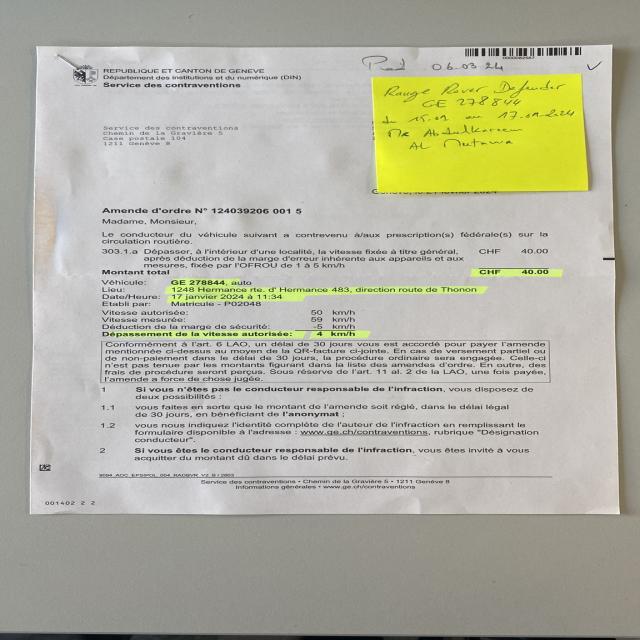 Red 06.03.24
Range Rover Defender
GE 278844
du 15.01 au 17.01.2024
Mr Abdulkareem
AL Mutawa
REPUBLIQUE ET CANTON DE GENEVE
Département des institutions et du numérique (DIN)
Service des contraventions
Service des contraventions
Chemin de la Gravière 5
Case postale 104
1211 Genève 8
Amende d'ordre N° 124039206 001 5
Madame, Monsieur,
Le conducteur du véhicule suivant a contrevenu à/aux prescription(s) fédérale(s) sur la
circulation routière.
303.1.a Dépasser, à l'intérieur d'une localité, la vitesse fixée à titre général, CHF 40.00
après déduction de la marge d'erreur inhérente aux appareils et aux
mesures, fixée par l'OFROU de 1 à 5 km/h
Montant total CHF 40.00
Véhicule: GE 278844, auto
Lieu: 1248 Hermance rte. d' Hermance 483, direction route de Thonon
Date/Heure: 17 janvier 2024 à 11:34
Etabli par: Matricule - P02048
Vitesse autorisée: 50 km/h
Vitesse mesurée: 59 km/h
Déduction de la marge de sécurité: -5 km/h
Dépassement de la vitesse autorisée: 4 km/h
Conformément à l'art. 6 LAO, un délai de 30 jours vous est accordé pour payer l'amende
mentionnée ci-dessus au moyen de la QR-facture ci-jointe. En cas de versement partiel ou
de non-paiement dans le délai de 30 jours, la procédure ordinaire sera engagée. Celle-ci
n'est pas tenue par les montants figurant dans la liste des amendes d'ordre. En outre, des
frais de procédure seront perçus. Sous réserve de l'art. 11 al. 2 de la LAO, une fois payée,
l'amende a force de chose jugée.
1 Si vous n'êtes pas le conducteur responsable de l'infraction, vous disposez de
deux possibilités :
1.1 vous faites en sorte que le montant de l'amende soit réglé, dans le délai légal
de 30 jours, en bénéficiant de l'anonymat ;
1.2 vous nous indiquez l'identité complète de l'auteur de l'infraction en remplissant le
formulaire disponible à l'adresse : www.ge.ch/contraventions, rubrique "Désignation
conducteur".
2 Si vous êtes le conducteur responsable de l'infraction, vous êtes invité à vous
acquitter du montant dû dans le délai prévu.
Service des contraventions • Chemin de la Gravière 5 • 1211 Genève 8
Informations générales • www.ge.ch/contraventions
001402 2 2